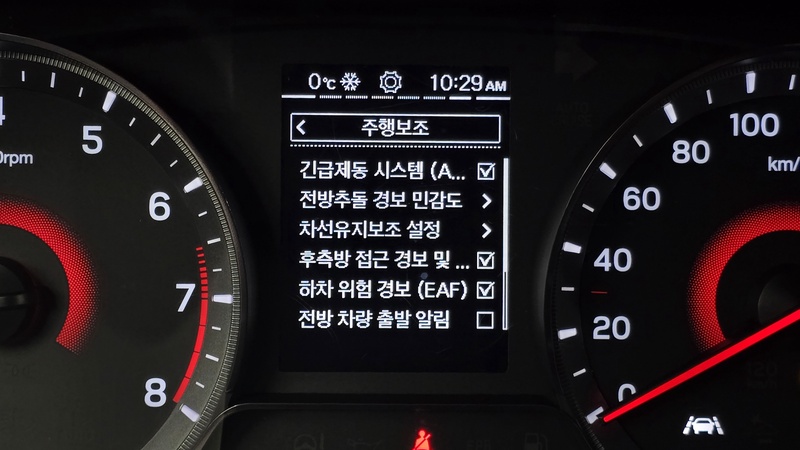 0℃ 10:29 AM
주행보조
긴급제동 시스템 (A...
전방추돌 경보 민감도
차선유지보조 설정
후측방 접근 경보 및 ...
하차 위험 경보 (EAF)
전방 차량 출발 알림
4
5
6
7
8
0rpm
0
20
40
60
80
100
km/